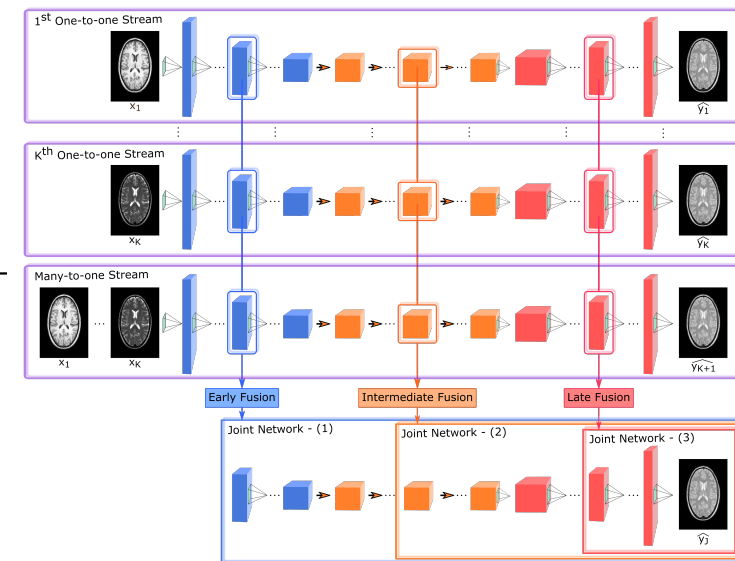 1st One-to-one Stream
x1
ŷ1
Kth One-to-one Stream
xK
ŷK
Many-to-one Stream
x1
xK
ŷK+1
Early Fusion
Intermediate Fusion
Late Fusion
Joint Network - (1)
Joint Network - (2)
Joint Network - (3)
ŷJ